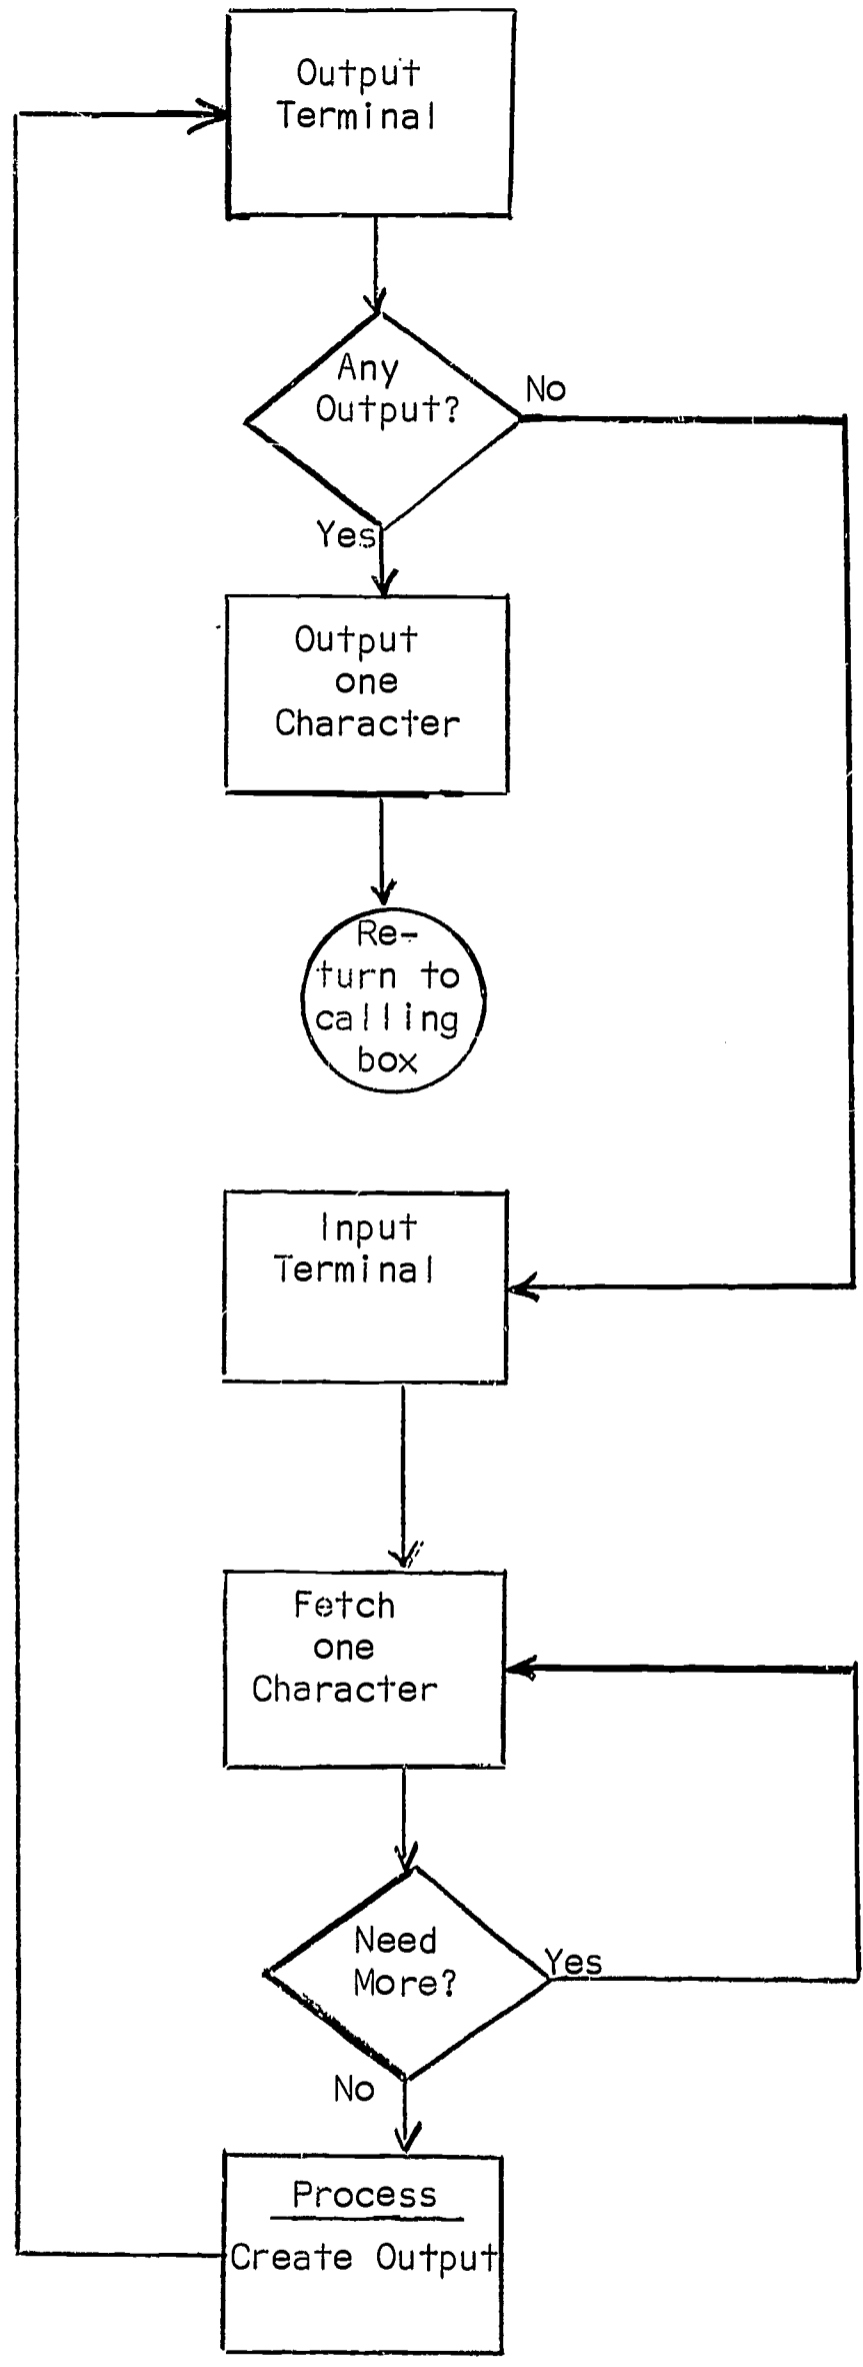 Output
Terminal
Any
Output?
No
Yes
Output
one
Character
Re-
turn to
calling
box
Input
Terminal
Fetch
one
Character
Need
More?
Yes
No
Process
Create Output